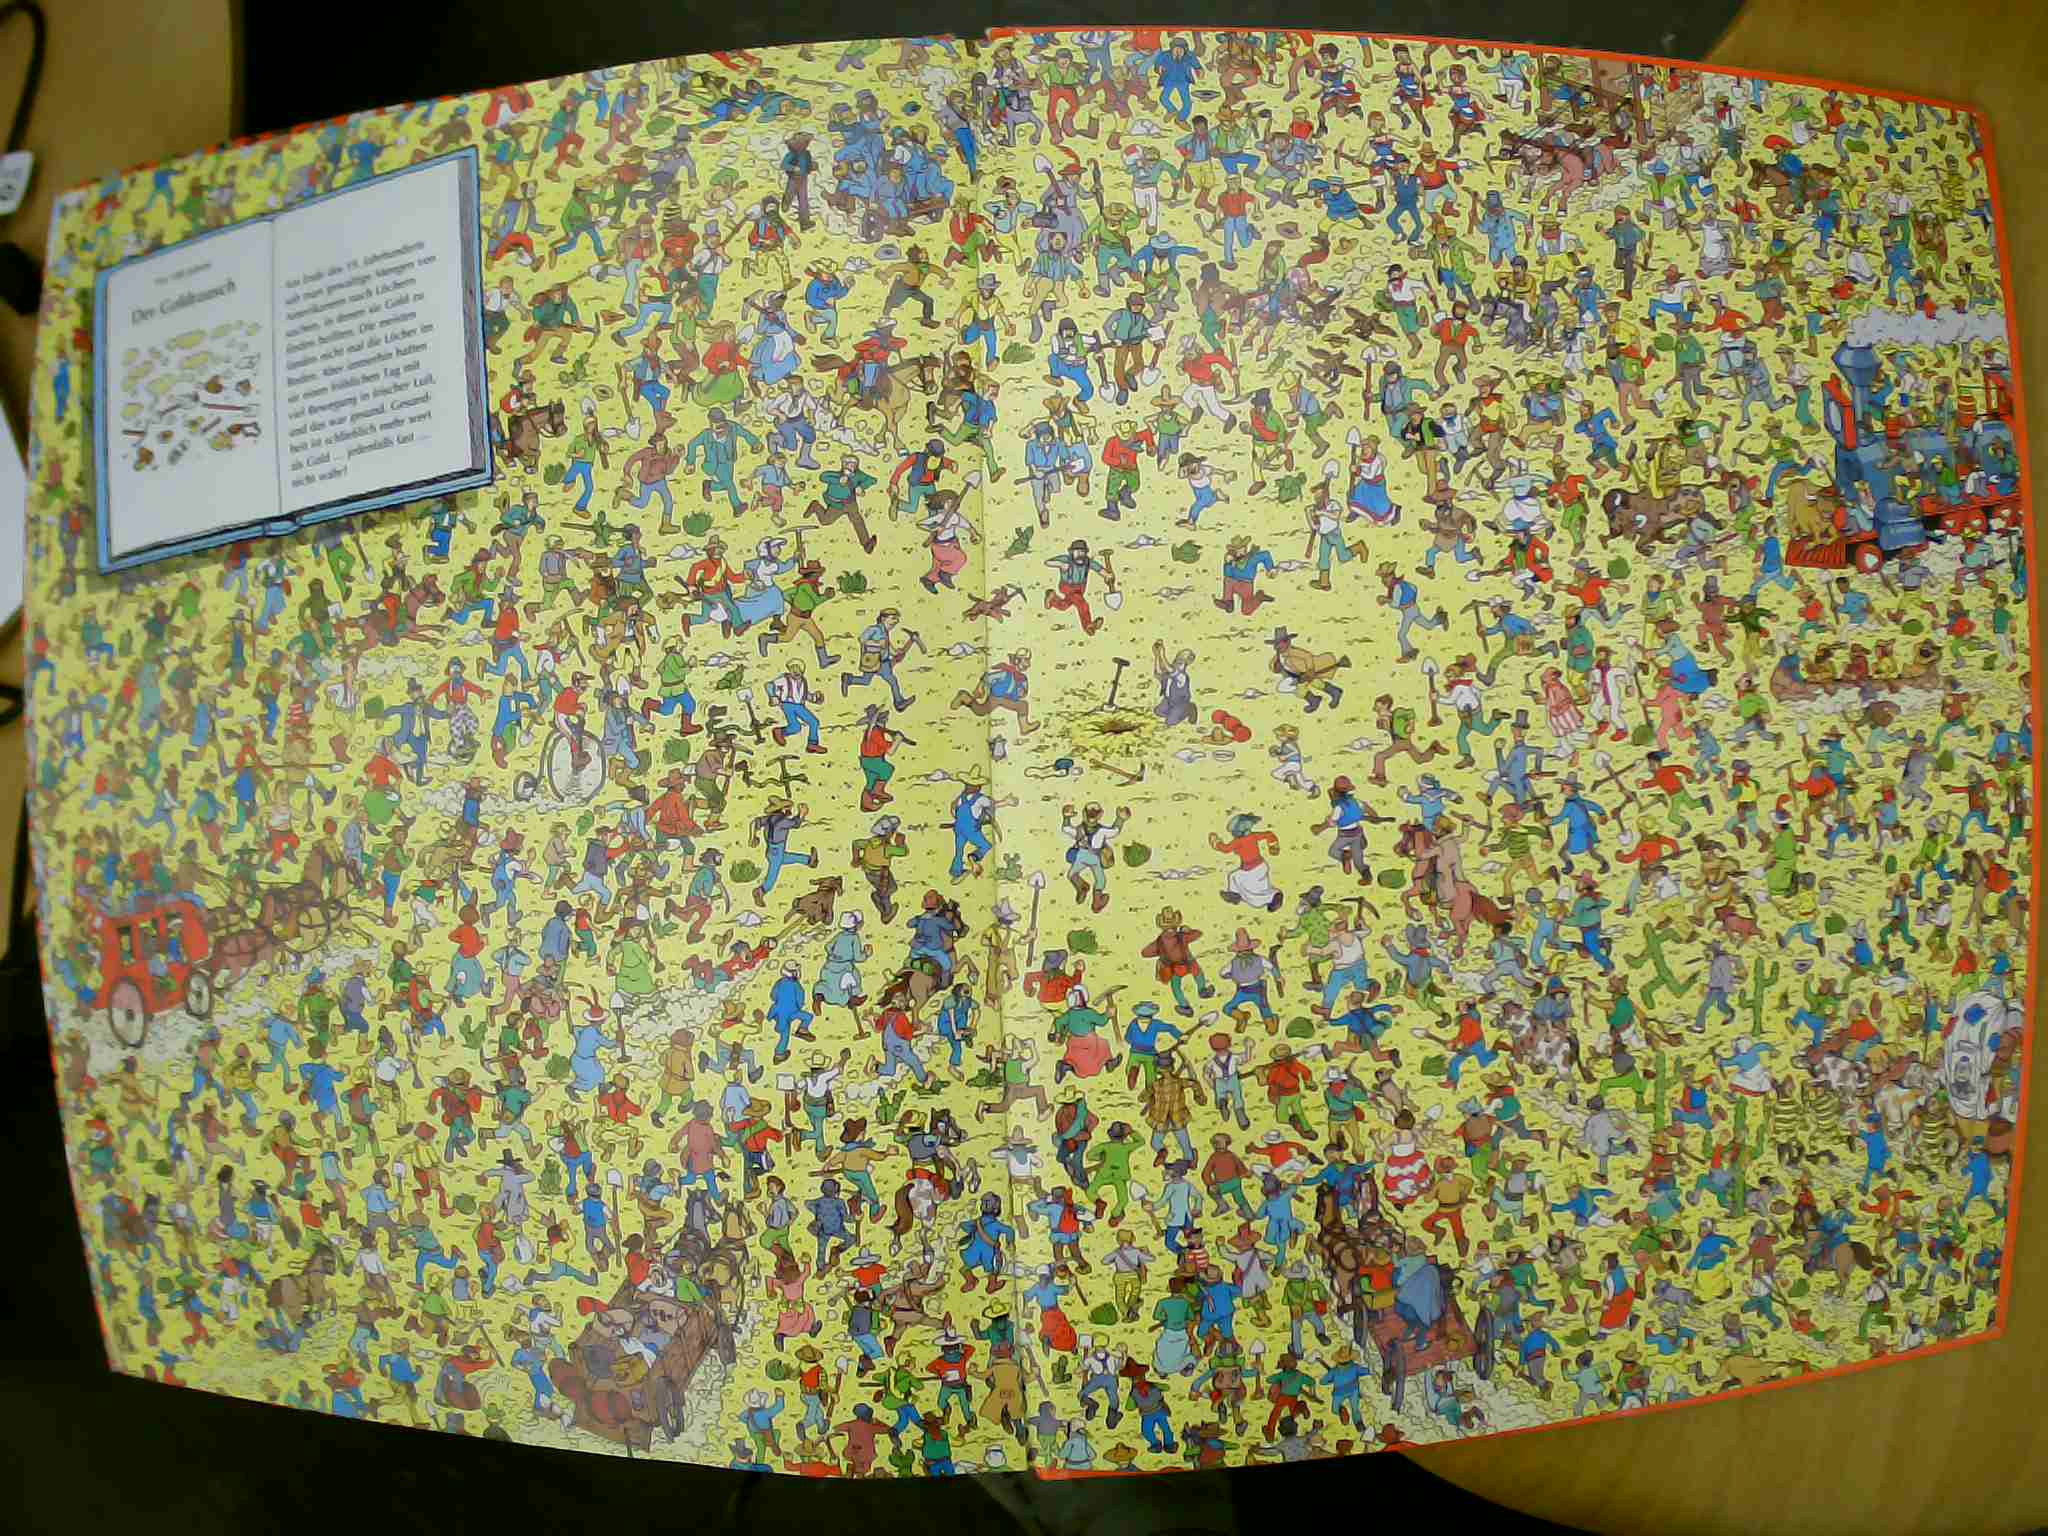 Vor 100 Jahren
Der Goldrausch
Am Ende des 19. Jahrhunderts
sah man gewaltige Mengen von
Amerikanern nach Löchern
suchen, in denen sie Gold zu
finden hofften. Die meisten
fanden nicht mal die Löcher im
Boden. Aber immerhin hatten
sie einen fröhlichen Tag mit
viel Bewegung in frischer Luft,
und das war gesund. Gesund-
heit ist schließlich mehr wert
als Gold ... jedenfalls fast ...
nicht wahr?